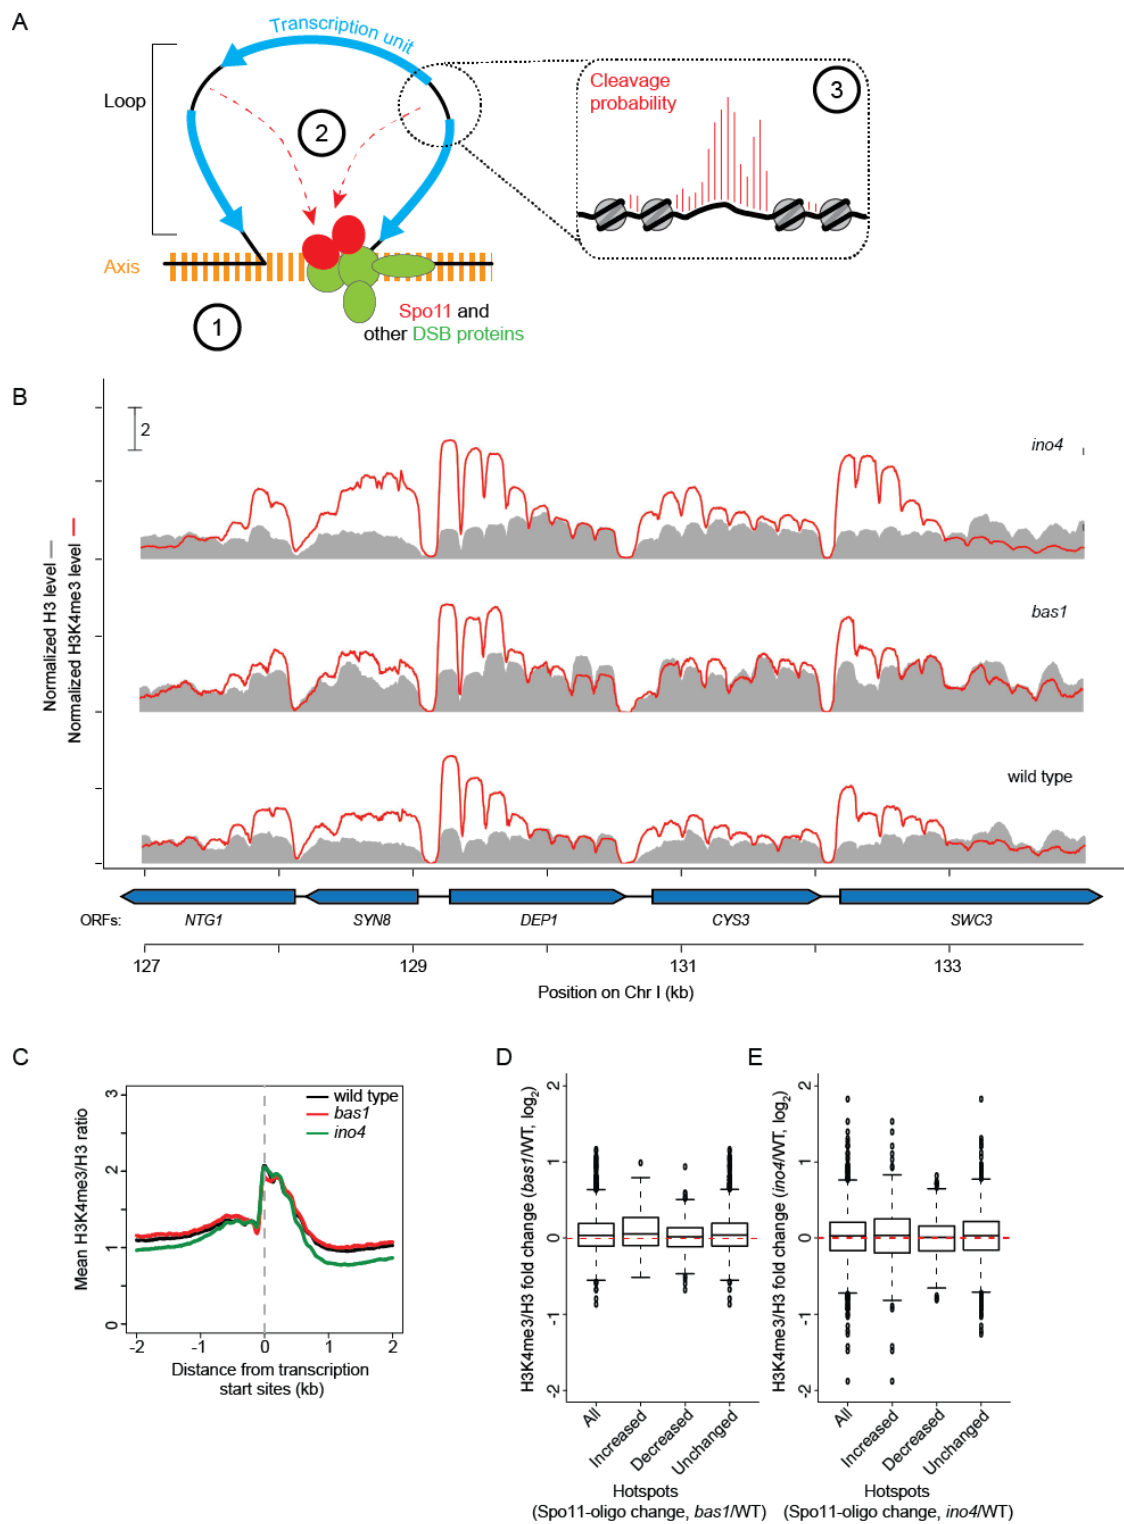 A
Transcription unit
Loop
2
3
Cleavage
probability
Axis
1
Spo11 and
other DSB proteins
B
2
ino4
bas1
wild type
Normalized H3 level
Normalized H3K4me3 level
ORFs:
NTG1
SYN8
DEP1
CYS3
SWC3
127
129
131
133
Position on Chr I (kb)
C
3
2
1
0
wild type
bas1
ino4
Mean H3K4me3/H3 ratio
-2
-1
0
1
2
Distance from transcription
start sites (kb)
D
2
1
0
-1
-2
H3K4me3/H3 fold change (bas1/WT, log₂)
All
Increased
Decreased
Unchanged
Hotspots
(Spo11-oligo change, bas1/WT)
E
2
1
0
-1
-2
H3K4me3/H3 fold change (ino4/WT, log₂)
All
Increased
Decreased
Unchanged
Hotspots
(Spo11-oligo change, ino4/WT)